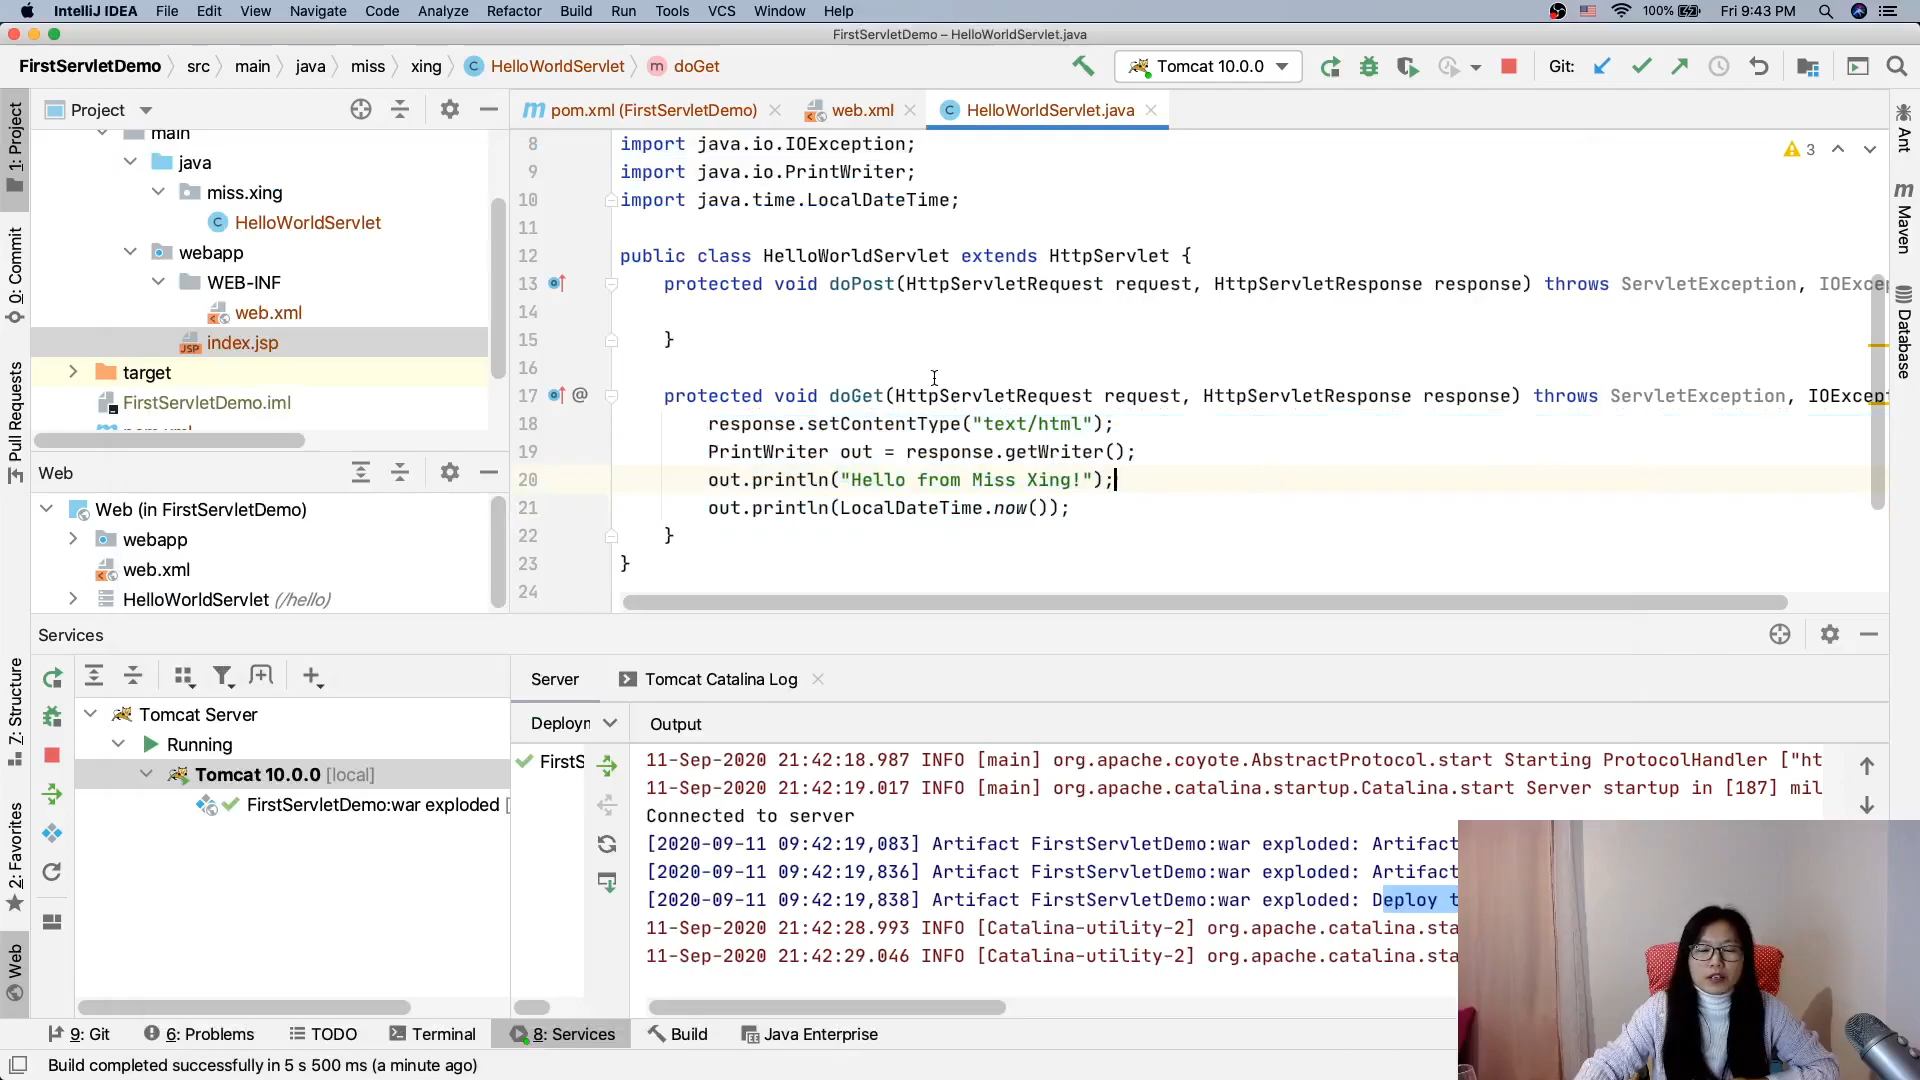 IntelliJ IDEA File Edit View Navigate Code Analyze Refactor Build Run Tools VCS Window Help 100% Fri 9:43 PM
FirstServletDemo – HelloWorldServlet.java
FirstServletDemo src main java miss xing HelloWorldServlet doGet Tomcat 10.0.0 Git:
Project
pom.xml (FirstServletDemo) web.xml HelloWorldServlet.java
main
java
miss.xing
HelloWorldServlet
webapp
WEB-INF
web.xml
index.jsp
target
FirstServletDemo.iml
pom.xml
8 import java.io.IOException;
9 import java.io.PrintWriter;
10 import java.time.LocalDateTime;
11
12 public class HelloWorldServlet extends HttpServlet {
13 protected void doPost(HttpServletRequest request, HttpServletResponse response) throws ServletException, IOExce
14
15 }
16
17 @ protected void doGet(HttpServletRequest request, HttpServletResponse response) throws ServletException, IOExcept
18 response.setContentType("text/html");
19 PrintWriter out = response.getWriter();
20 out.println("Hello from Miss Xing!");
21 out.println(LocalDateTime.now());
22 }
23 }
24
3
Web
Web (in FirstServletDemo)
webapp
web.xml
HelloWorldServlet (/hello)
1: Project
0: Commit
Pull Requests
7: Structure
2: Favorites
Web
Ant
Maven
Database
Services
Server Tomcat Catalina Log
Deployn Output
Tomcat Server
Running
Tomcat 10.0.0 [local]
FirstServletDemo:war exploded [
FirstS
11-Sep-2020 21:42:18.987 INFO [main] org.apache.coyote.AbstractProtocol.start Starting ProtocolHandler ["ht
11-Sep-2020 21:42:19.017 INFO [main] org.apache.catalina.startup.Catalina.start Server startup in [187] mil
Connected to server
[2020-09-11 09:42:19,083] Artifact FirstServletDemo:war exploded: Artifact
[2020-09-11 09:42:19,836] Artifact FirstServletDemo:war exploded: Artifact
[2020-09-11 09:42:19,838] Artifact FirstServletDemo:war exploded: Deploy t
11-Sep-2020 21:42:28.993 INFO [Catalina-utility-2] org.apache.catalina.sta
11-Sep-2020 21:42:29.046 INFO [Catalina-utility-2] org.apache.catalina.sta
9: Git 6: Problems TODO Terminal 8: Services Build Java Enterprise
Build completed successfully in 5 s 500 ms (a minute ago)